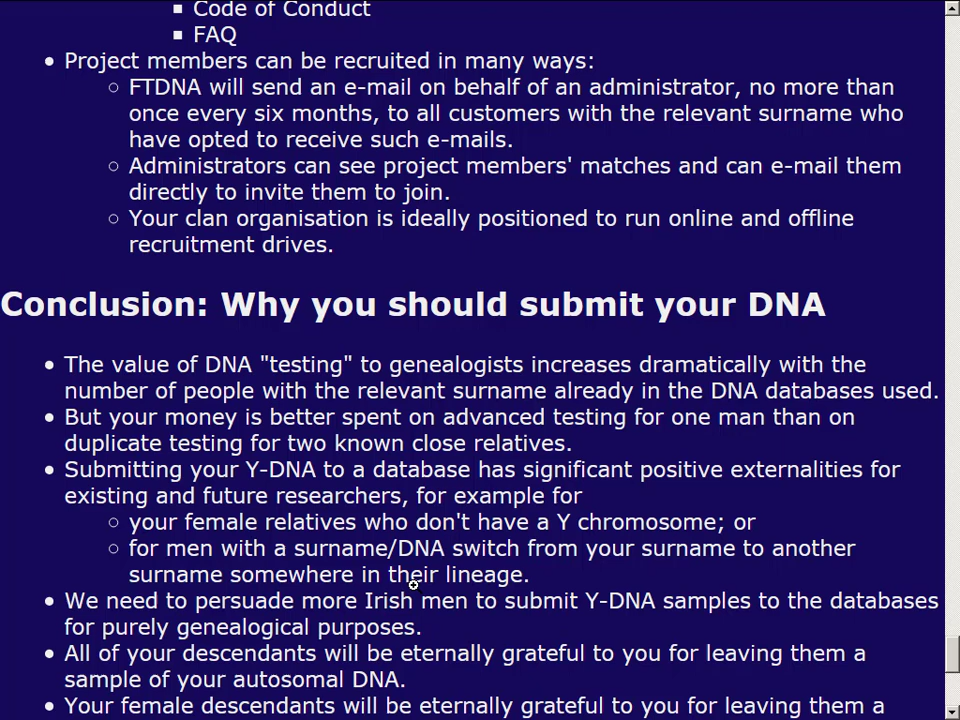 Code of Conduct
FAQ
Project members can be recruited in many ways:
FTDNA will send an e-mail on behalf of an administrator, no more than
once every six months, to all customers with the relevant surname who
have opted to receive such e-mails.
Administrators can see project members' matches and can e-mail them
directly to invite them to join.
Your clan organisation is ideally positioned to run online and offline
recruitment drives.
Conclusion: Why you should submit your DNA
The value of DNA "testing" to genealogists increases dramatically with the
number of people with the relevant surname already in the DNA databases used.
But your money is better spent on advanced testing for one man than on
duplicate testing for two known close relatives.
Submitting your Y-DNA to a database has significant positive externalities for
existing and future researchers, for example for
your female relatives who don't have a Y chromosome; or
for men with a surname/DNA switch from your surname to another
surname somewhere in their lineage.
We need to persuade more Irish men to submit Y-DNA samples to the databases
for purely genealogical purposes.
All of your descendants will be eternally grateful to you for leaving them a
sample of your autosomal DNA.
Your female descendants will be eternally grateful to you for leaving them a